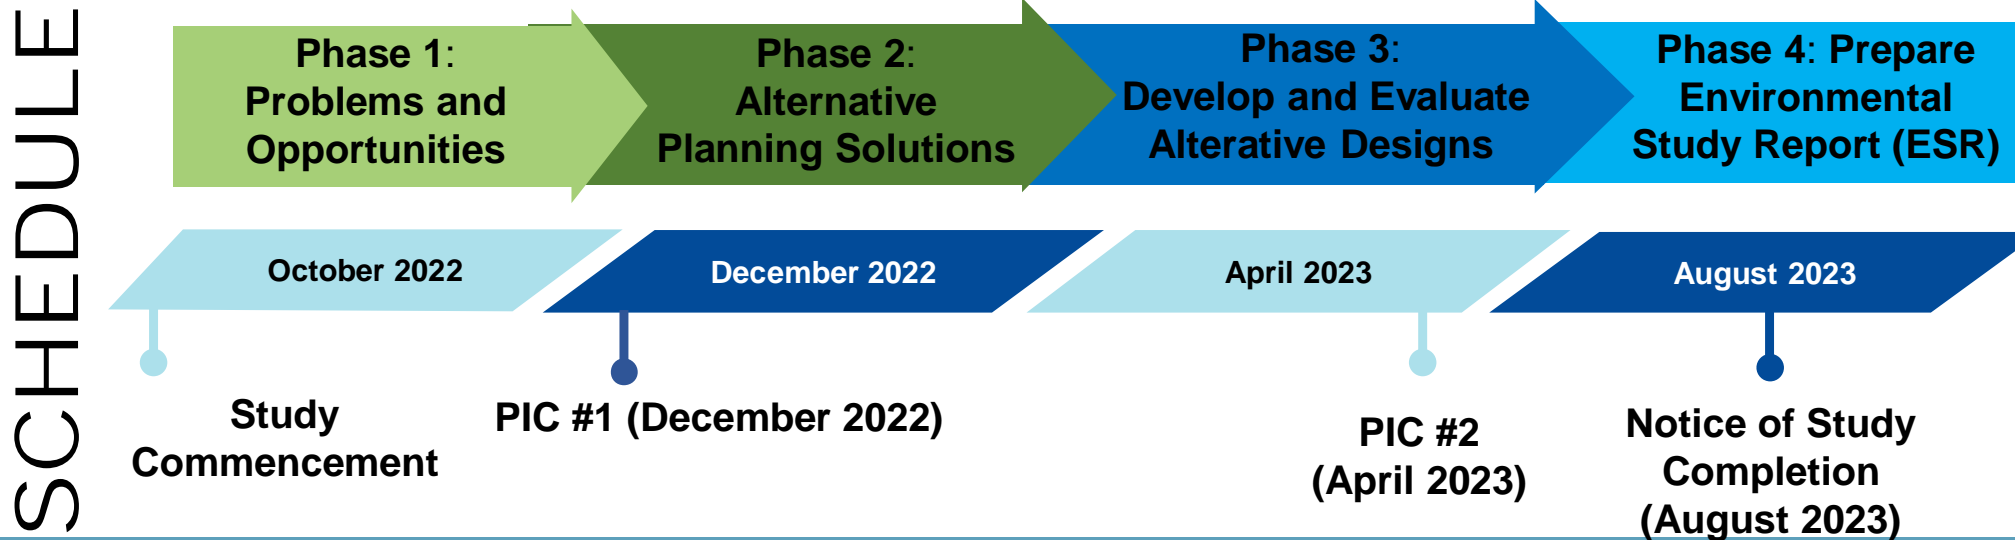 SCHEDULE
Phase 1:
Problems and
Opportunities
Phase 2:
Alternative
Planning Solutions
Phase 3:
Develop and Evaluate
Alterative Designs
Phase 4: Prepare
Environmental
Study Report (ESR)
October 2022
December 2022
April 2023
August 2023
Study
Commencement
PIC #1 (December 2022)
PIC #2
(April 2023)
Notice of Study
Completion
(August 2023)